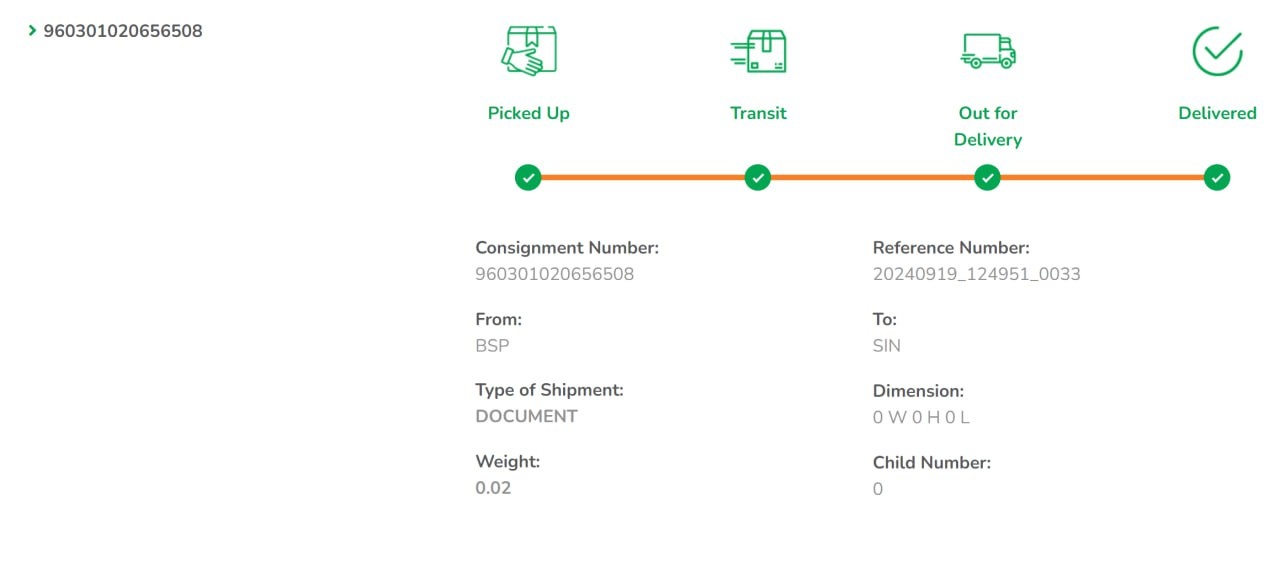 960301020656508
Picked Up
Transit
Out for
Delivery
Delivered
Consignment Number:
960301020656508
Reference Number:
20240919_124951_0033
From:
BSP
To:
SIN
Type of Shipment:
DOCUMENT
Dimension:
0 W 0 H 0 L
Weight:
0.02
Child Number:
0